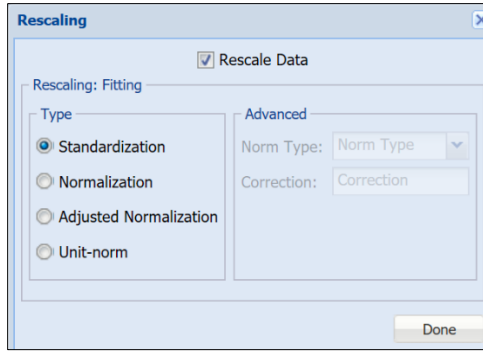 Rescaling
Rescale Data
Rescaling: Fitting
Type
Standardization
Normalization
Adjusted Normalization
Unit-norm
Advanced
Norm Type: Norm Type
Correction: Correction
Done